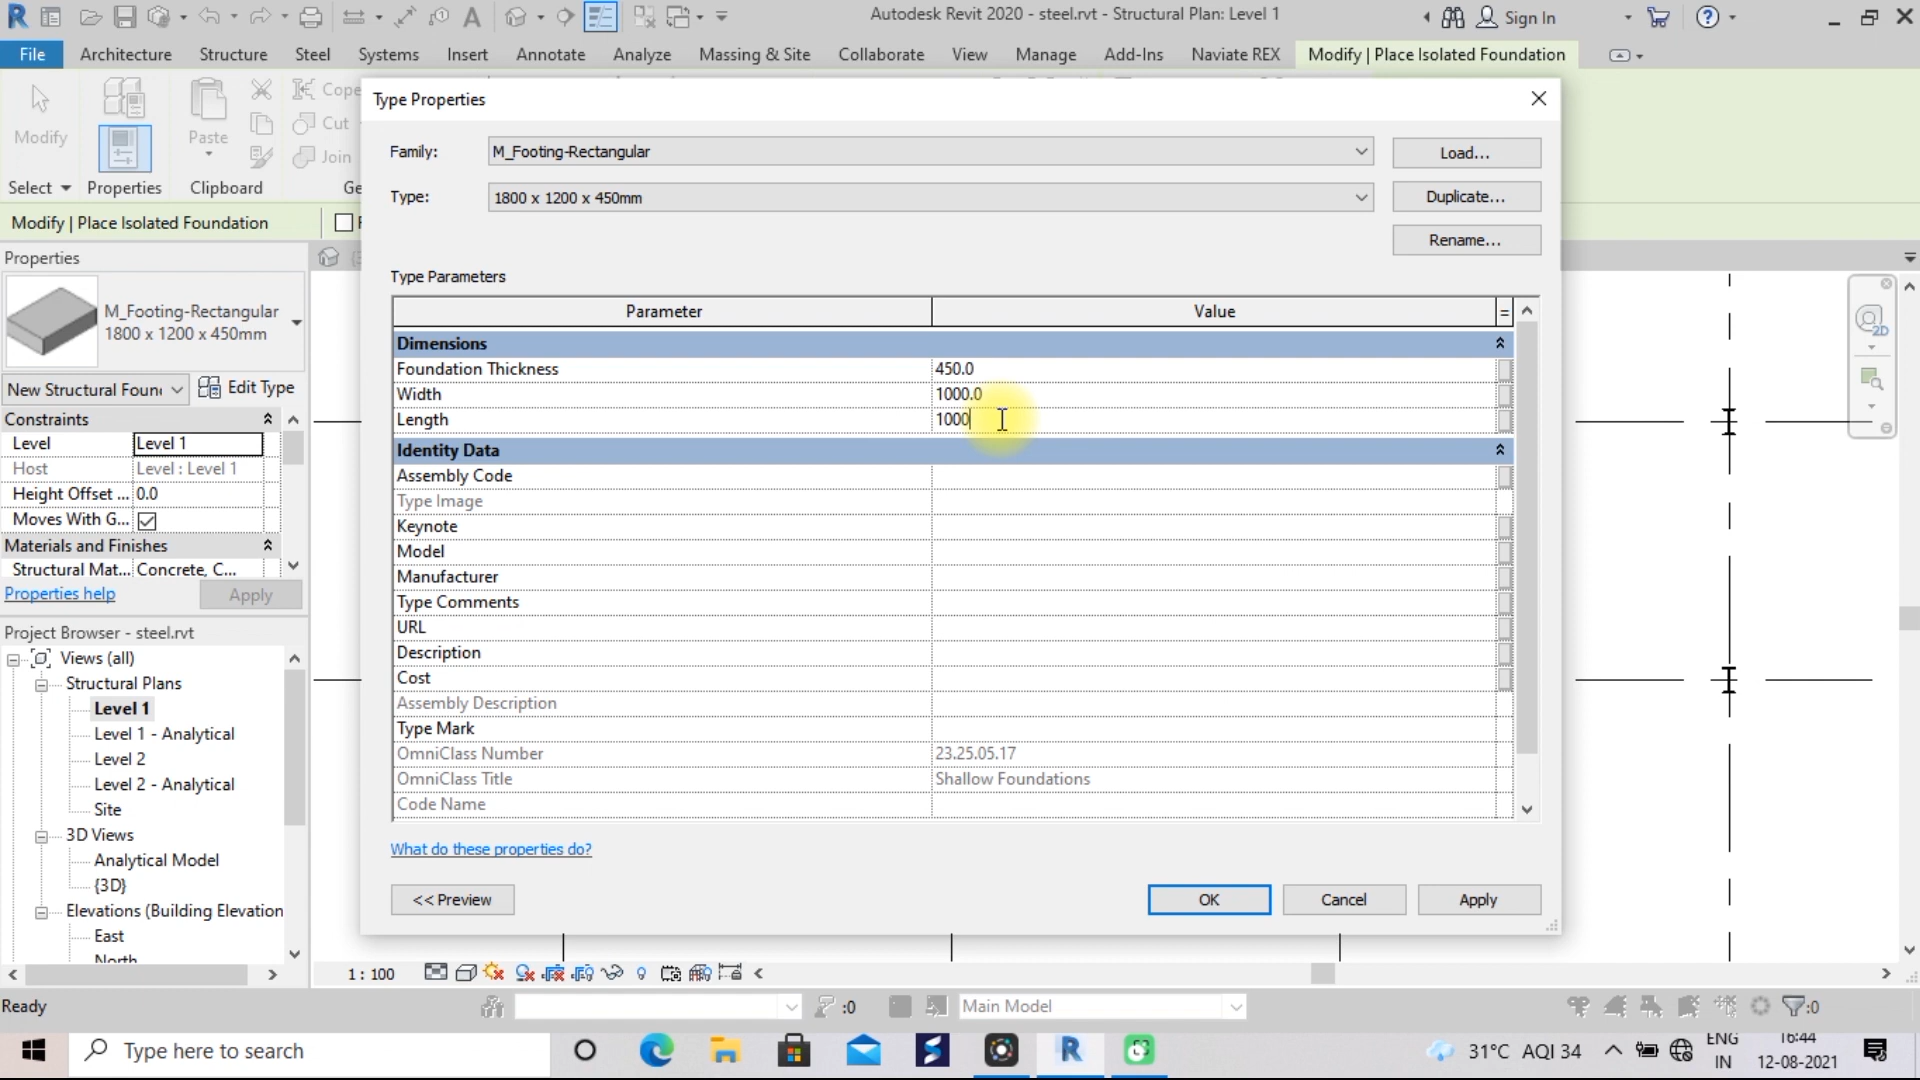 Autodesk Revit 2020 - steel.rvt - Structural Plan: Level 1
Sign In
File Architecture Structure Steel Systems Insert Annotate Analyze Massing & Site Collaborate View Manage Add-Ins Naviate REX Modify | Place Isolated Foundation
Modify
Paste
Cope
Cut
Join
Select Properties Clipboard Ge
Modify | Place Isolated Foundation
Type Properties
Family: M_Footing-Rectangular Load...
Type: 1800 x 1200 x 450mm Duplicate...
Rename...
Type Parameters
Parameter Value =
Dimensions
Foundation Thickness 450.0
Width 1000.0
Length 1000
Identity Data
Assembly Code
Type Image
Keynote
Model
Manufacturer
Type Comments
URL
Description
Cost
Assembly Description
Type Mark
OmniClass Number 23.25.05.17
OmniClass Title Shallow Foundations
Code Name
What do these properties do?
<< Preview OK Cancel Apply
Properties
M_Footing-Rectangular
1800 x 1200 x 450mm
New Structural Foun Edit Type
Constraints
Level Level 1
Host Level : Level 1
Height Offset ... 0.0
Moves With G...
Materials and Finishes
Structural Mat... Concrete, C...
Properties help Apply
Project Browser - steel.rvt
Views (all)
Structural Plans
Level 1
Level 1 - Analytical
Level 2
Level 2 - Analytical
Site
3D Views
Analytical Model
{3D}
Elevations (Building Elevation
East
North
2D
1 : 100
Ready
:0
Main Model
:0
Type here to search
31°C AQI 34
ENG
IN
16:44
12-08-2021